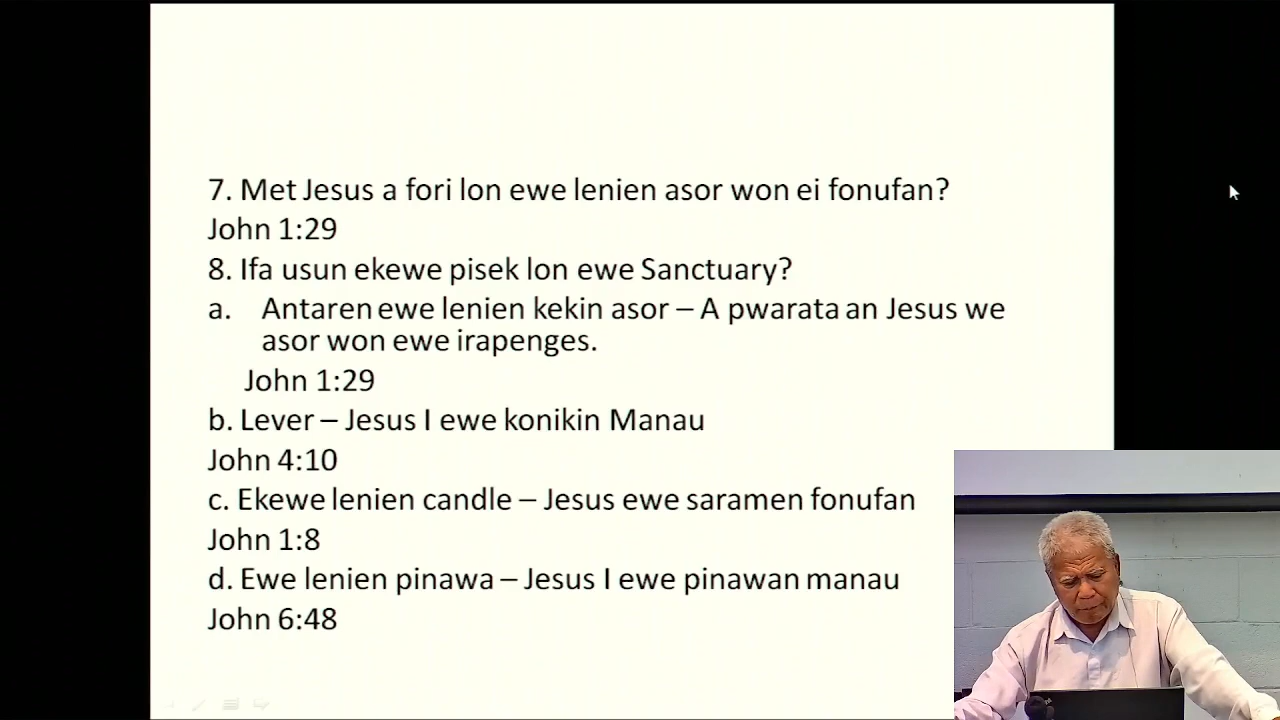 7. Met Jesus a fori lon ewe lenien asor won ei fonufan?
John 1:29
8. Ifa usun ekewe pisek lon ewe Sanctuary?
a. Antaren ewe lenien kekin asor – A pwarata an Jesus we
asor won ewe irapenges.
John 1:29
b. Lever – Jesus I ewe konikin Manau
John 4:10
c. Ekewe lenien candle – Jesus ewe saramen fonufan
John 1:8
d. Ewe lenien pinawa – Jesus I ewe pinawan manau
John 6:48